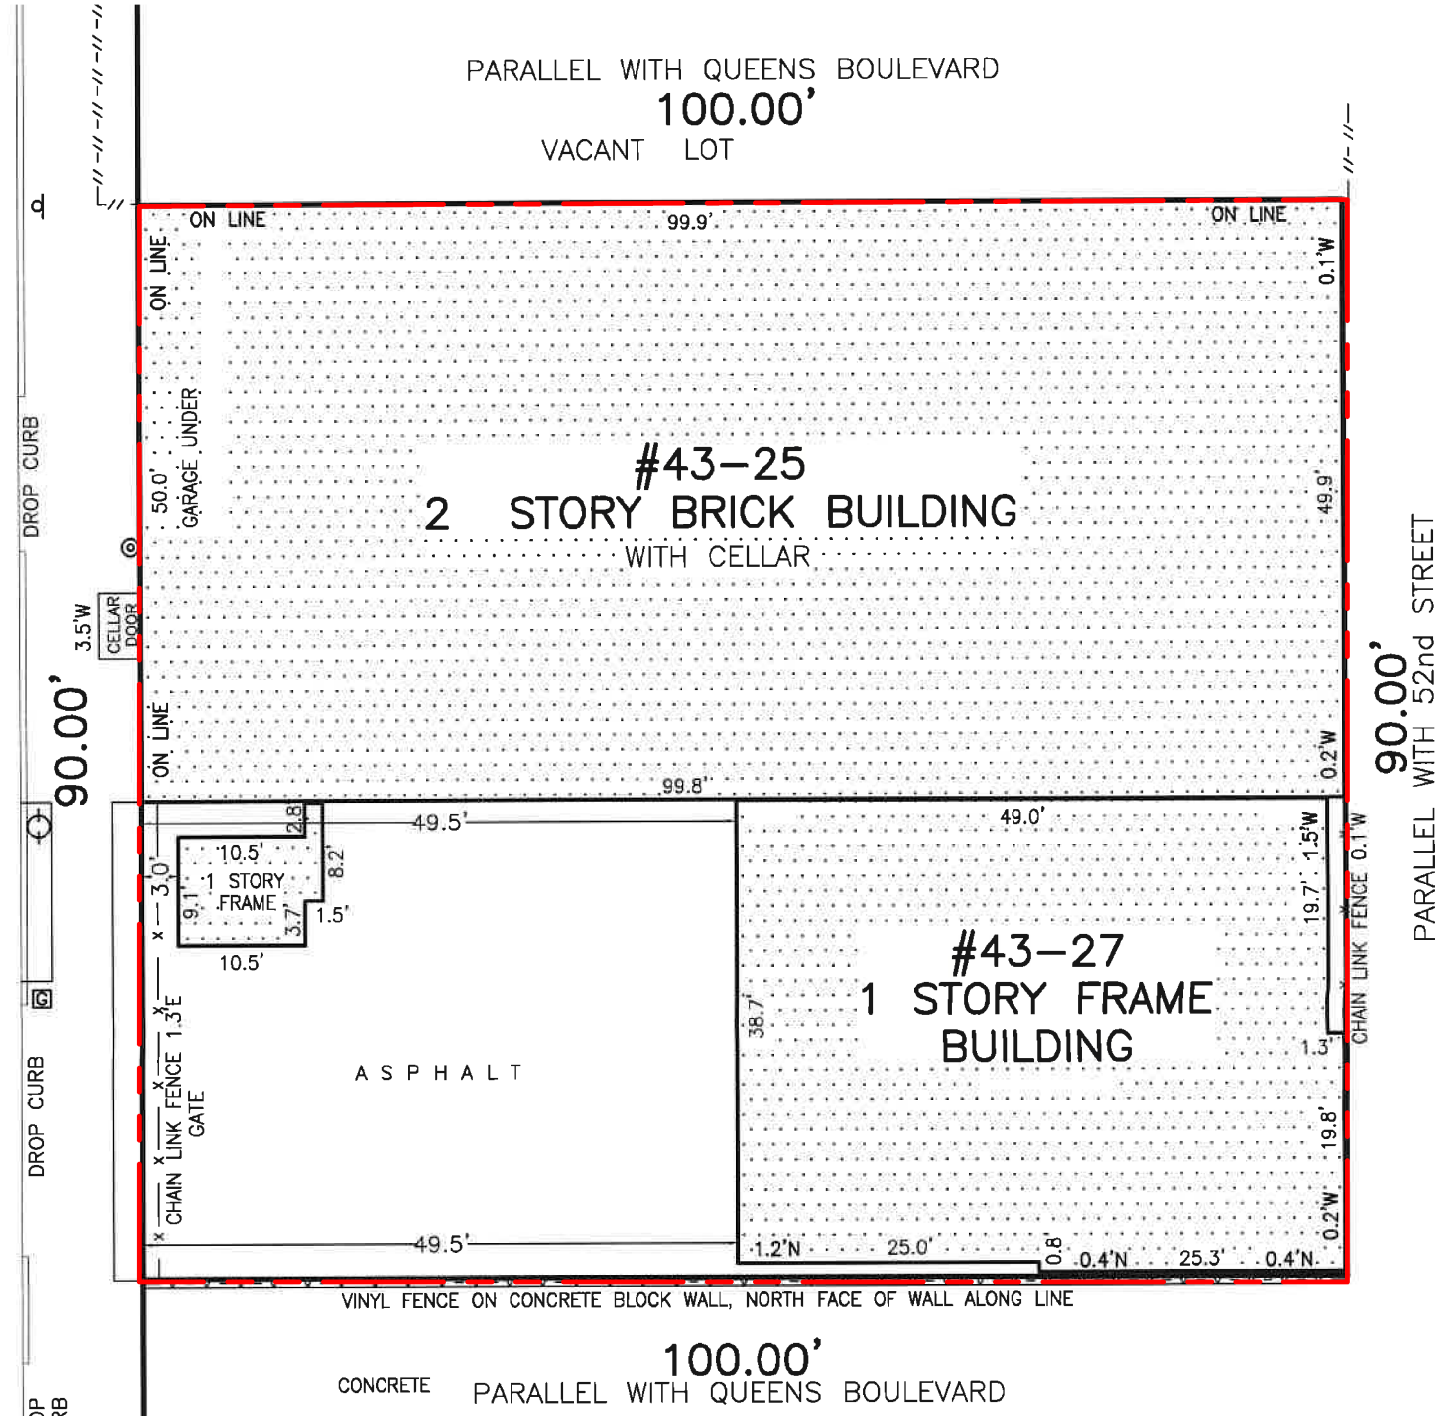 PARALLEL WITH QUEENS BOULEVARD
100.00'
VACANT LOT
ON LINE
99.9'
ON LINE
ON LINE
0.1'W
DROP CURB
50.0'
GARAGE UNDER
#43-25
2 STORY BRICK BUILDING
WITH CELLAR
49.9'
3.5'W
CELLAR
DOOR
90.00'
ON LINE
99.8'
0.2'W
90.00'
PARALLEL WITH 52nd STREET
2.8
49.5'
49.0'
10.5'
8.2'
3.0'
1 STORY
FRAME
9.1'
3.7'
1.5'
10.5'
1.5'W
19.7'
CHAIN LINK FENCE 0.1'W
#43-27
1 STORY FRAME
BUILDING
38.7'
1.3'
G
DROP CURB
CHAIN LINK FENCE 1.3'E
GATE
ASPHALT
19.8'
0.2'W
49.5'
1.2'N
25.0'
0.8
0.4'N
25.3'
0.4'N
VINYL FENCE ON CONCRETE BLOCK WALL, NORTH FACE OF WALL ALONG LINE
100.00'
CONCRETE
PARALLEL WITH QUEENS BOULEVARD
OP
RB